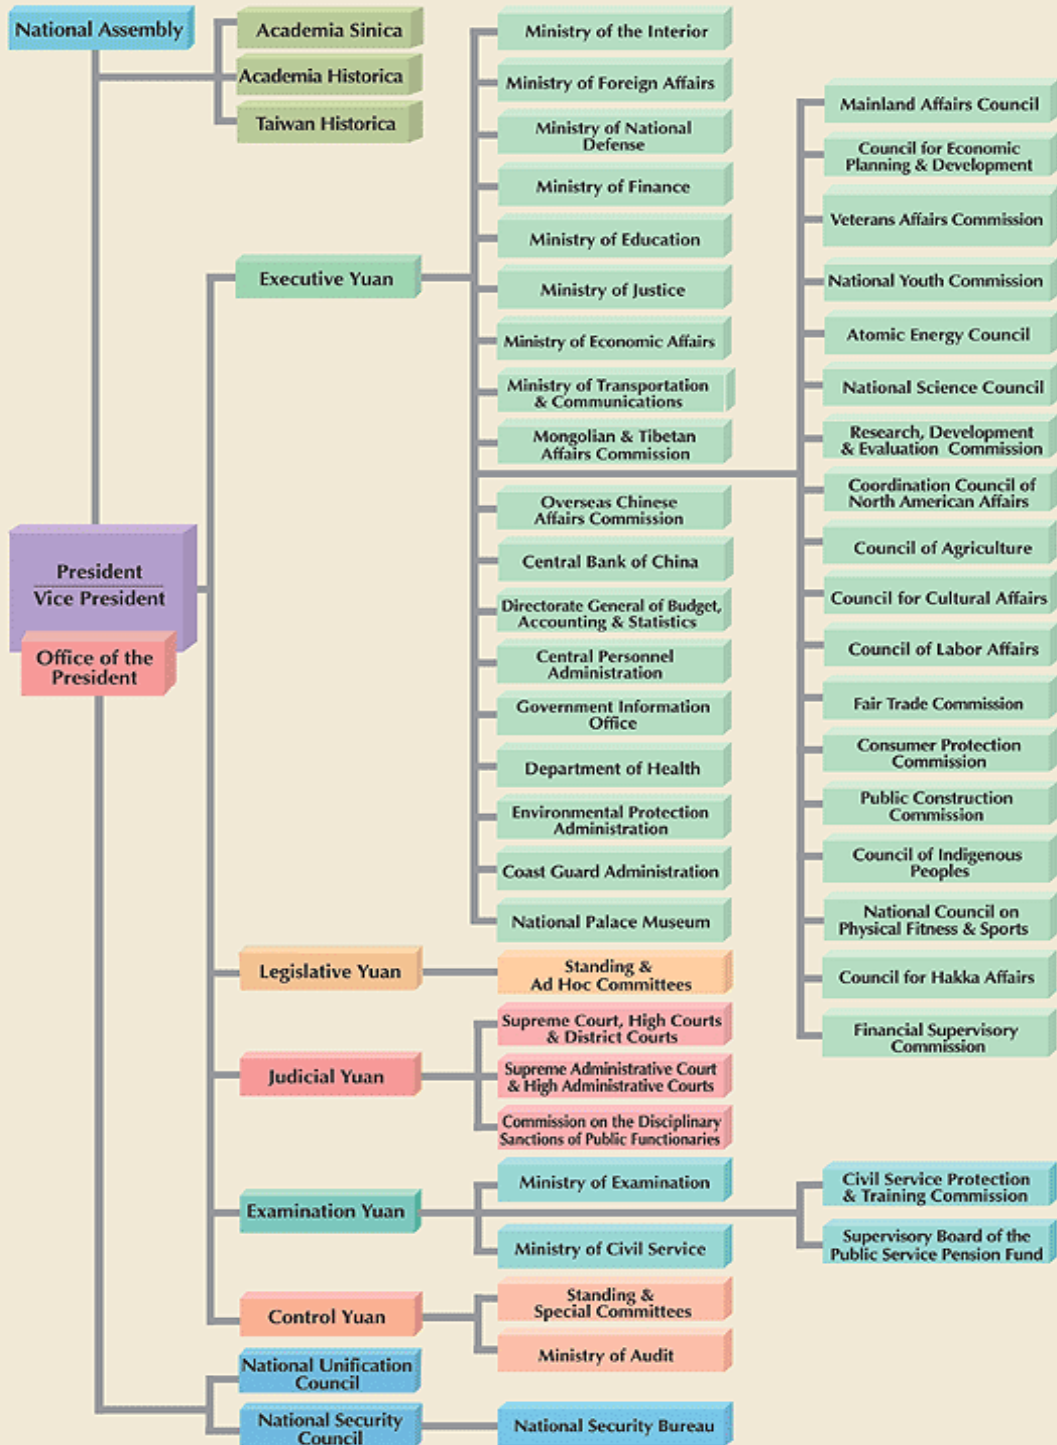 National Assembly
Academia Sinica
Academia Historica
Taiwan Historica
President
Vice President
Office of the
President
Executive Yuan
Ministry of the Interior
Ministry of Foreign Affairs
Ministry of National
Defense
Ministry of Finance
Ministry of Education
Ministry of Justice
Ministry of Economic Affairs
Ministry of Transportation
& Communications
Mongolian & Tibetan
Affairs Commission
Overseas Chinese
Affairs Commission
Central Bank of China
Directorate General of Budget,
Accounting & Statistics
Central Personnel
Administration
Government Information
Office
Department of Health
Environmental Protection
Administration
Coast Guard Administration
National Palace Museum
Mainland Affairs Council
Council for Economic
Planning & Development
Veterans Affairs Commission
National Youth Commission
Atomic Energy Council
National Science Council
Research, Development
& Evaluation Commission
Coordination Council of
North American Affairs
Council of Agriculture
Council for Cultural Affairs
Council of Labor Affairs
Fair Trade Commission
Consumer Protection
Commission
Public Construction
Commission
Council of Indigenous
Peoples
National Council on
Physical Fitness & Sports
Council for Hakka Affairs
Financial Supervisory
Commission
Legislative Yuan
Standing &
Ad Hoc Committees
Judicial Yuan
Supreme Court, High Courts
& District Courts
Supreme Administrative Court
& High Administrative Courts
Commission on the Disciplinary
Sanctions of Public Functionaries
Examination Yuan
Ministry of Examination
Ministry of Civil Service
Civil Service Protection
& Training Commission
Supervisory Board of the
Public Service Pension Fund
Control Yuan
Standing &
Special Committees
Ministry of Audit
National Unification
Council
National Security
Council
National Security Bureau